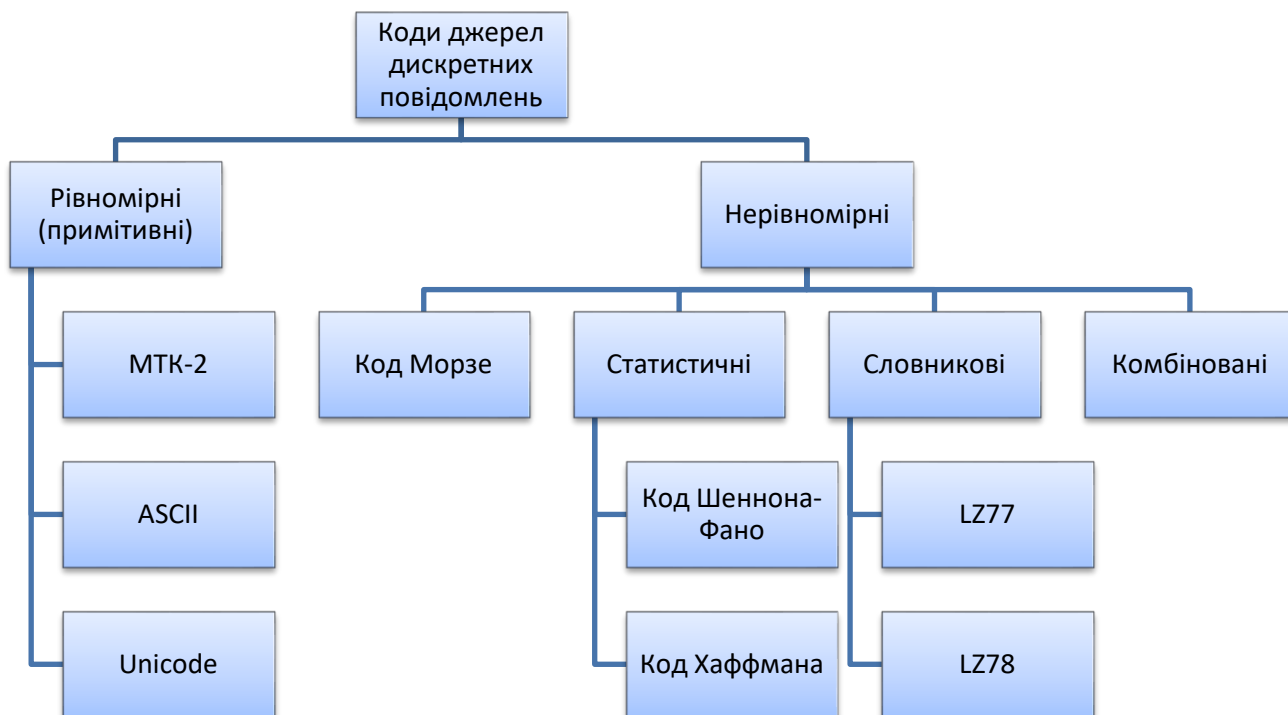 Коди джерел
дискретних
повідомлень
Рівномірні
(примітивні)
Нерівномірні
МТК-2
Код Морзе
Статистичні
Словникові
Комбіновані
ASCII
Код Шеннона-
Фано
LZ77
Unicode
Код Хаффмана
LZ78